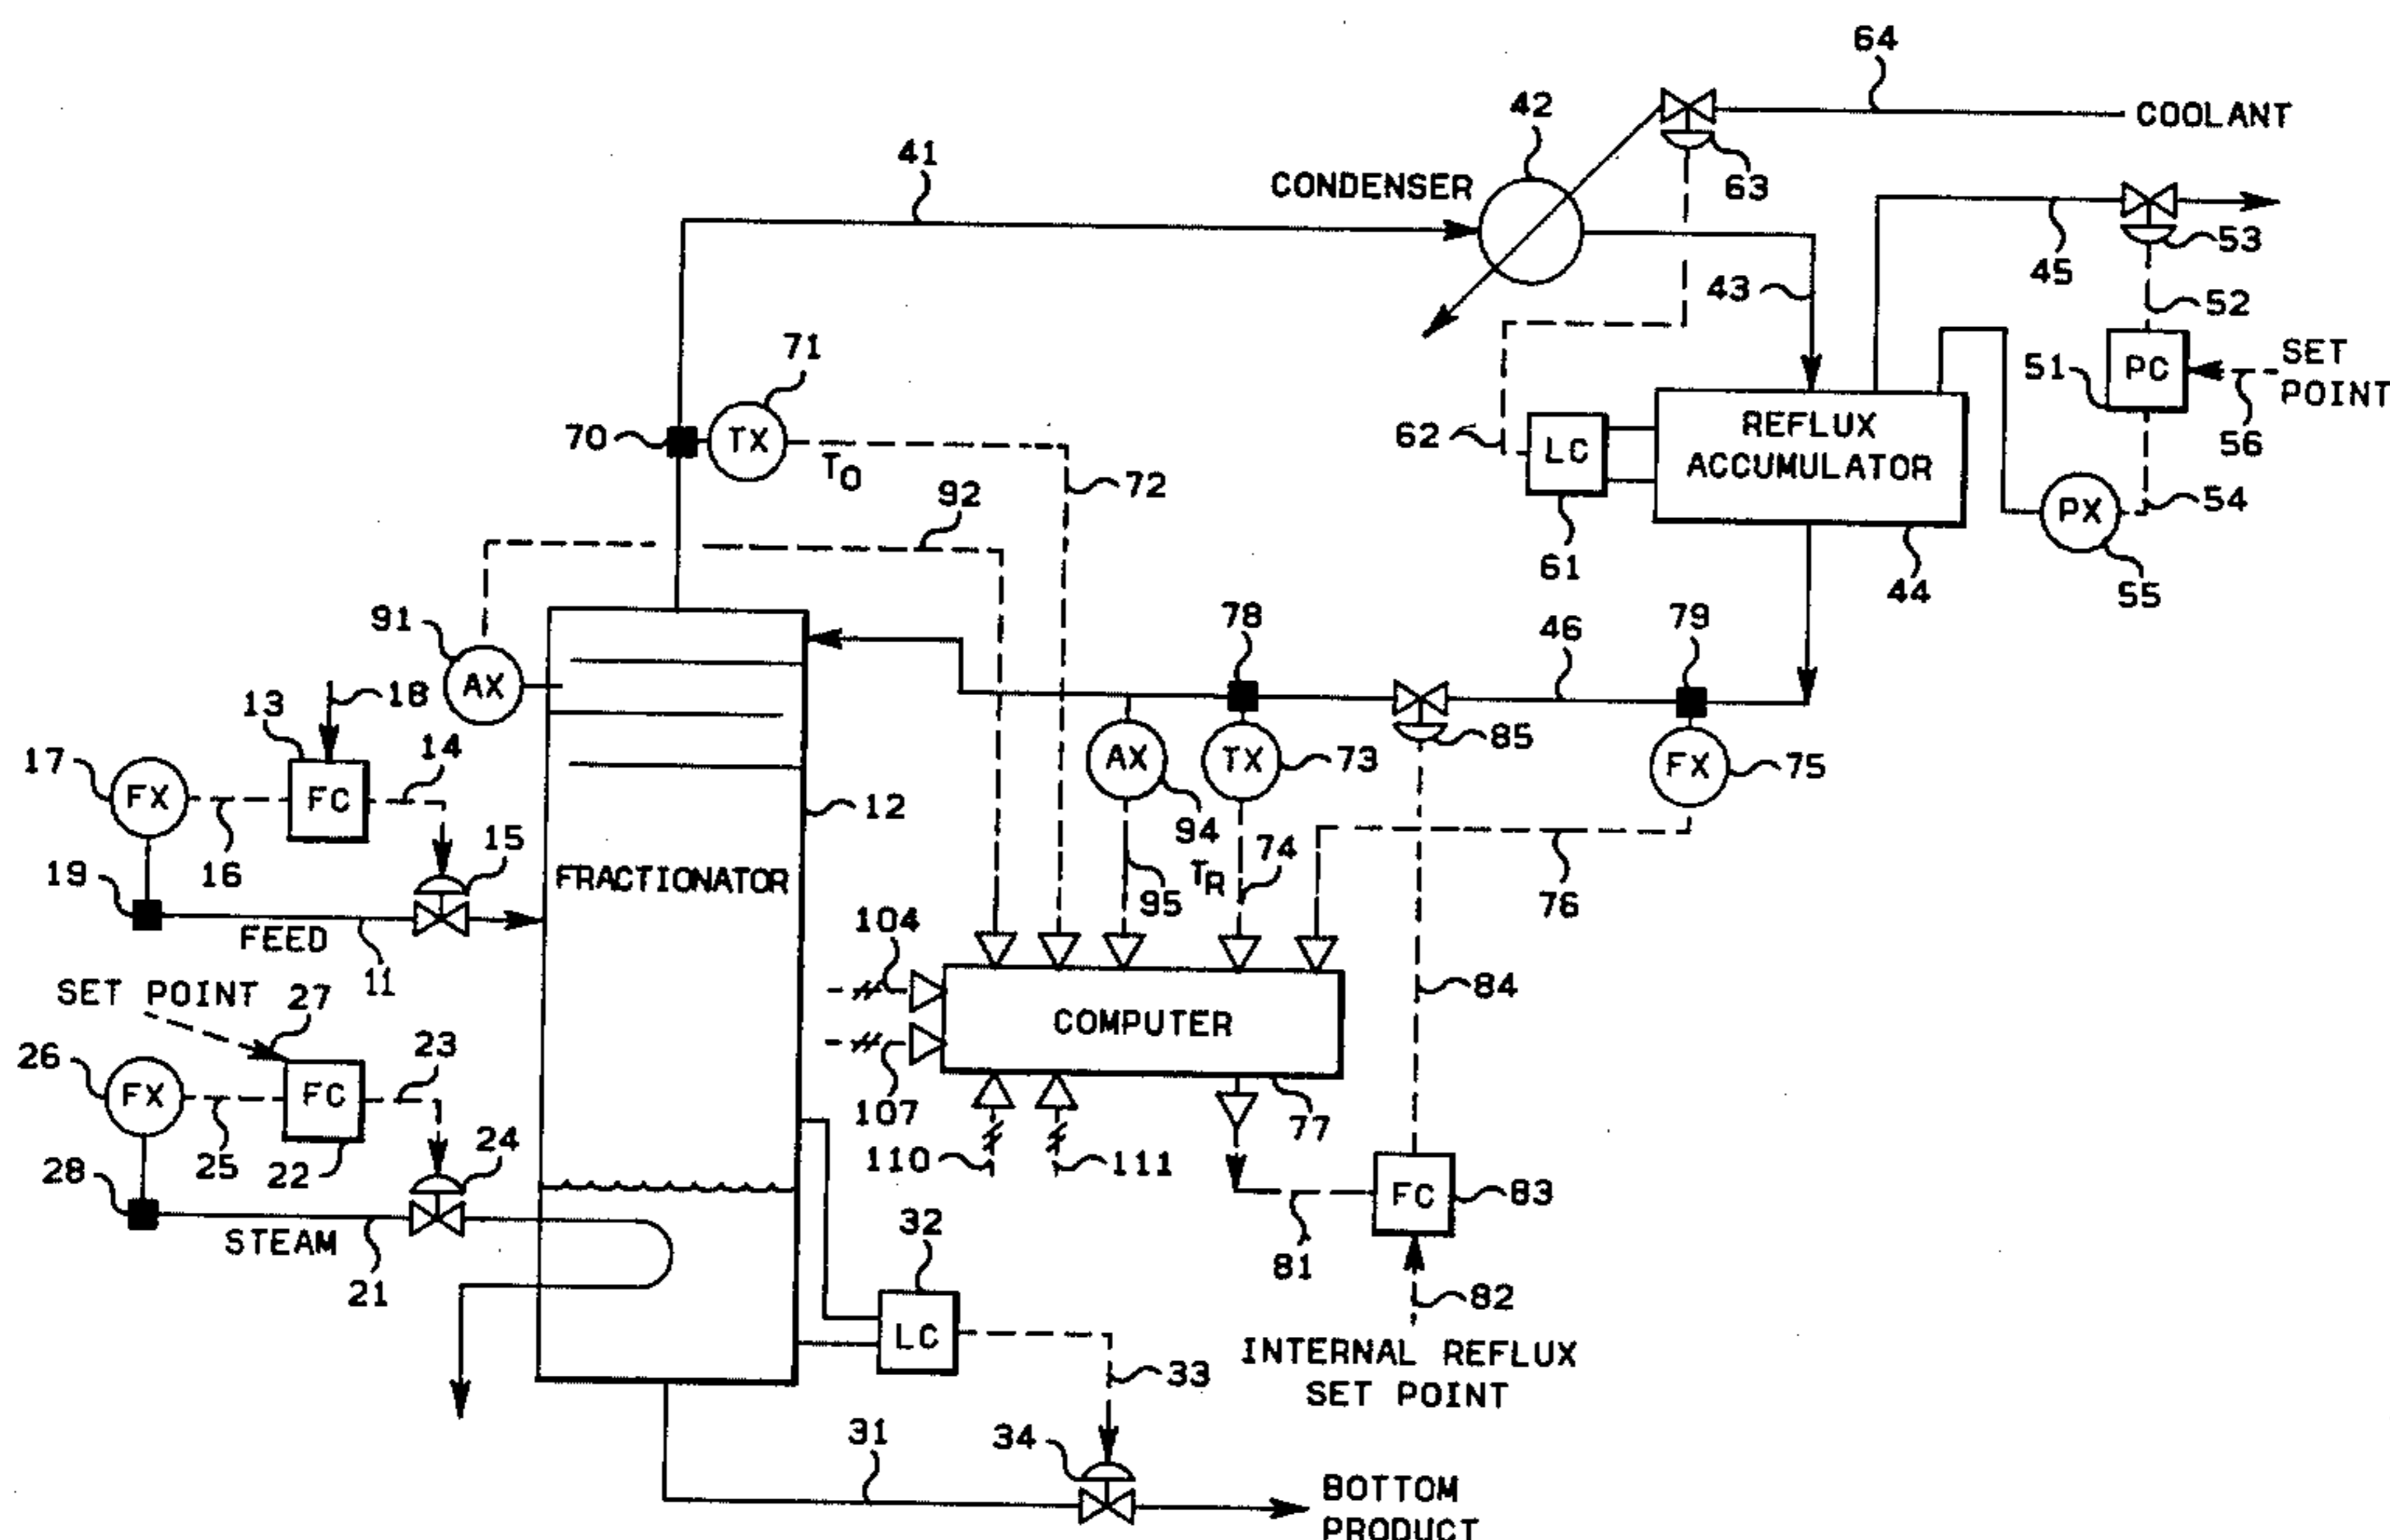 64
COOLANT
42
41
CONDENSER
63
53
45
43
52
71
51
PC
SET
POINT
70
TX
TO
72
62
LC
REFLUX
ACCUMULATOR
56
92
PX
54
61
44
55
91
78
46
79
AX
13
18
14
17
FX
FC
12
AX
TX
73
85
FX
75
15
94
19
16
FRACTIONATOR
TR
74
95
76
FEED
11
104
SET POINT
27
COMPUTER
84
26
FX
FC
23
107
77
25
22
24
110
111
28
FC
83
STEAM
32
81
21
LC
82
33
INTERNAL REFLUX
SET POINT
31
34
BOTTOM
PRODUCT